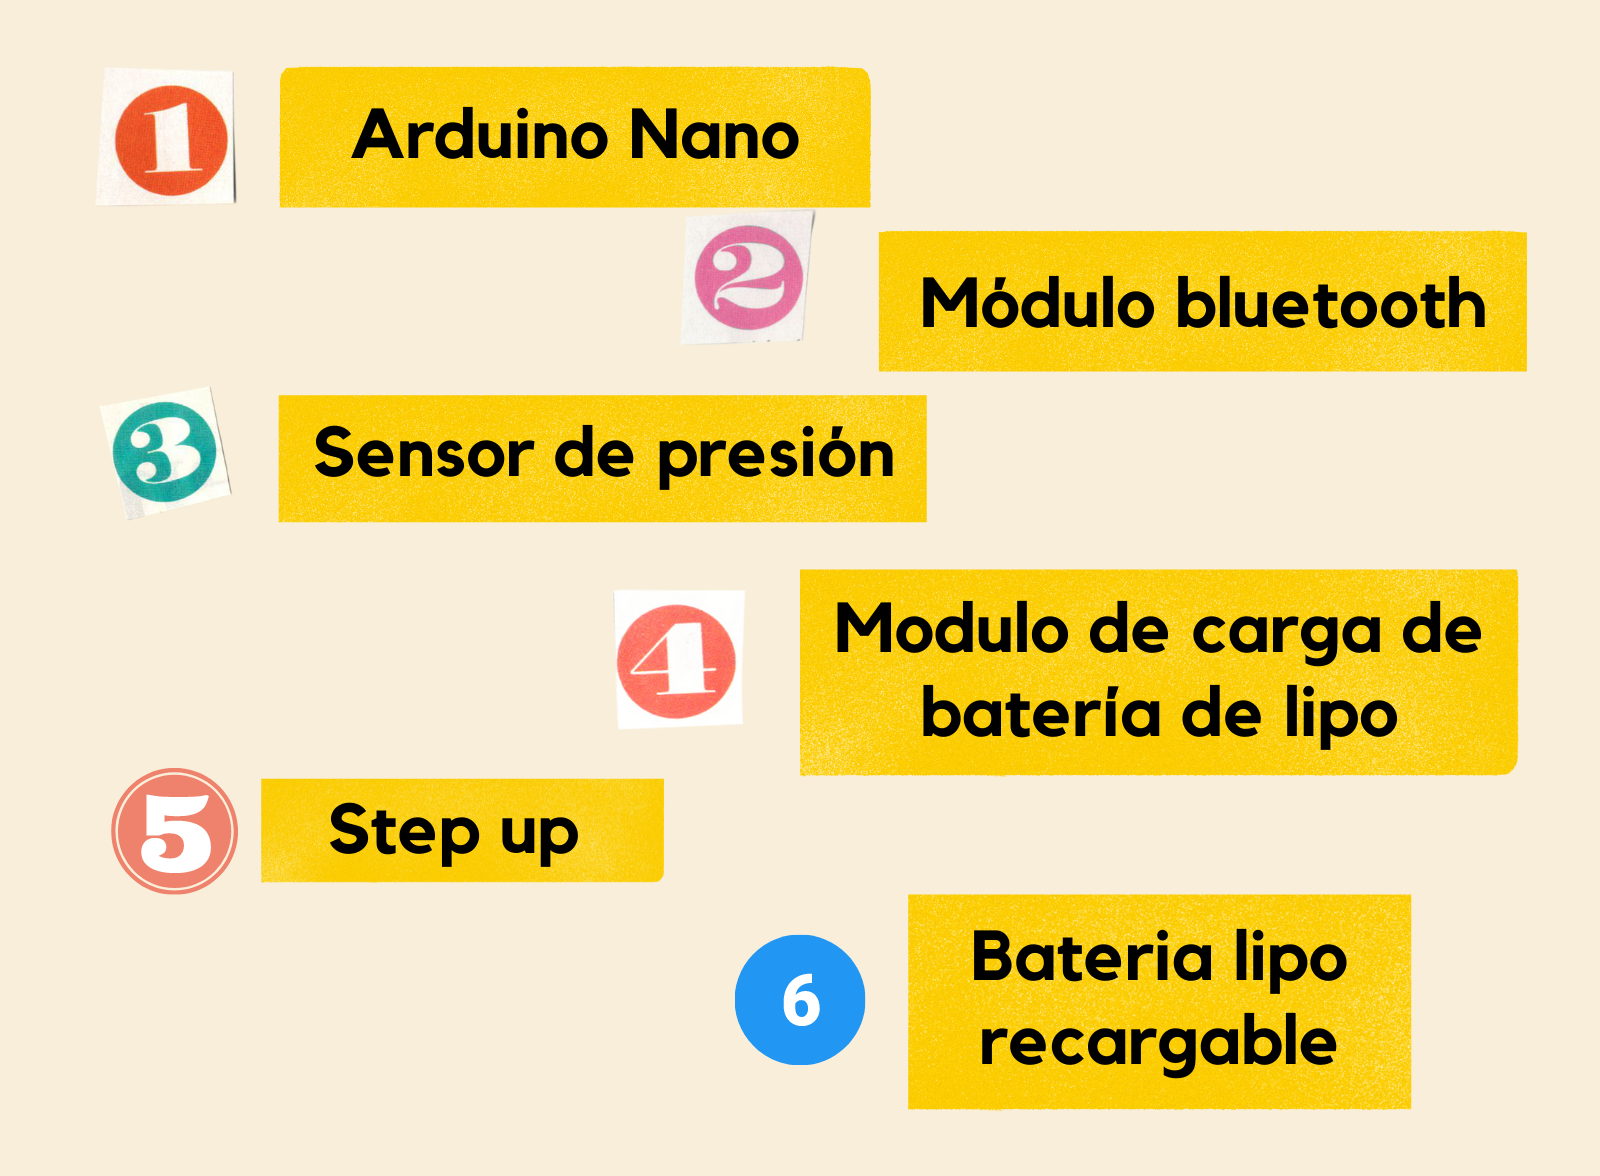 1
Arduino Nano
2
Módulo bluetooth
3
Sensor de presión
4
Modulo de carga de
batería de lipo
5
Step up
6
Bateria lipo
recargable